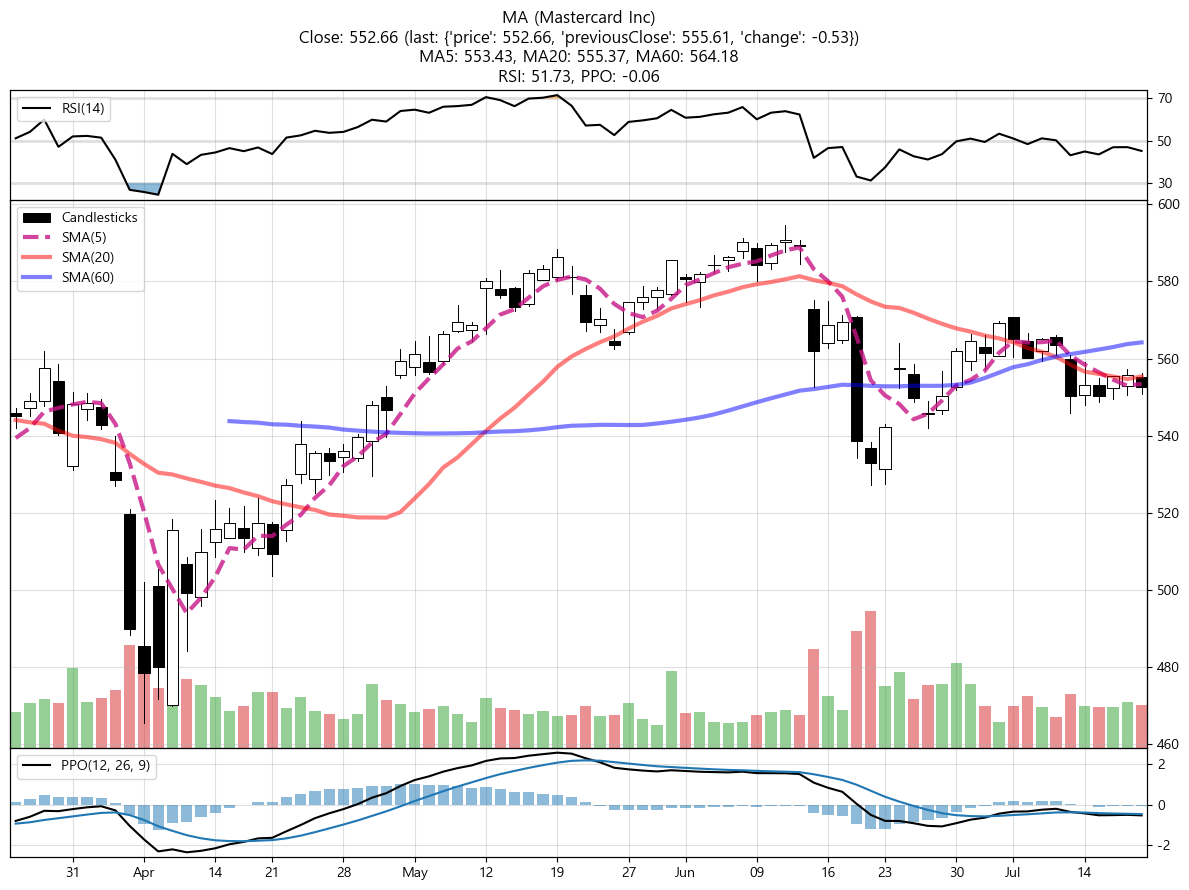 MA (Mastercard Inc)
Close: 552.66 (last: {'price': 552.66, 'previousClose': 555.61, 'change': -0.53})
MA5: 553.43, MA20: 555.37, MA60: 564.18
RSI: 51.73, PPO: -0.06
RSI(14)
70
50
30
Candlesticks
SMA(5)
SMA(20)
SMA(60)
600
580
560
540
520
500
480
460
PPO(12, 26, 9)
2
0
-2
31 Apr 14 21 28 May 12 19 27 Jun 09 16 23 30 Jul 14